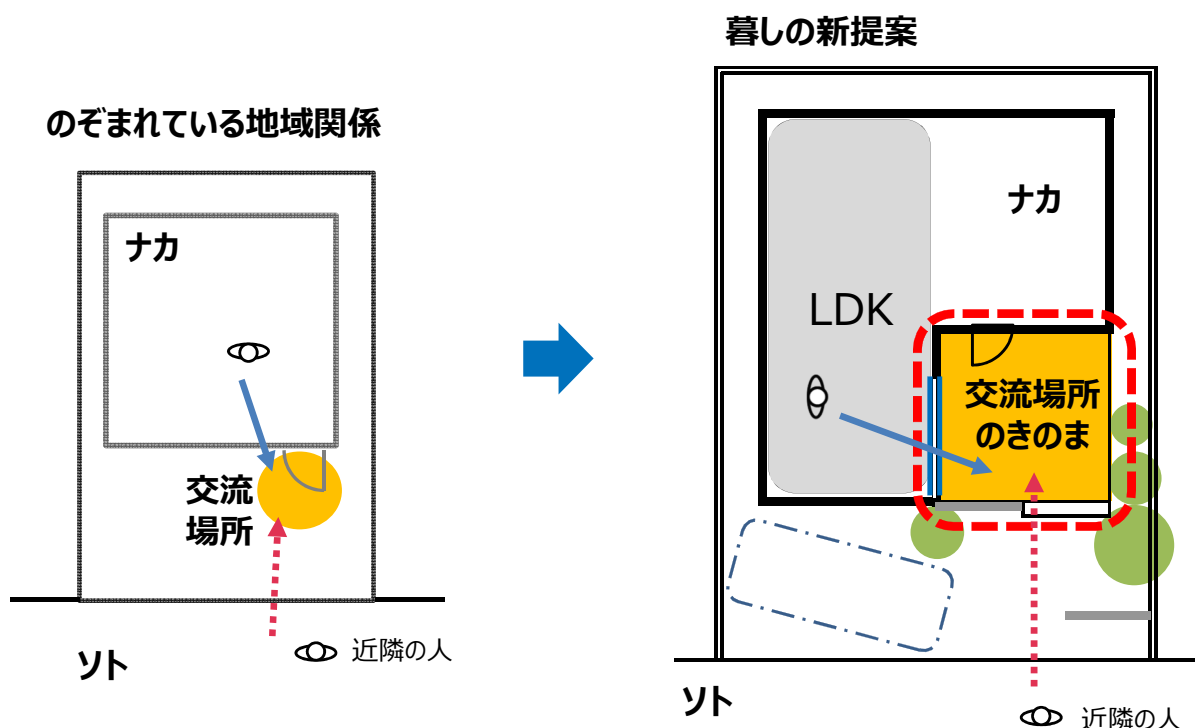 のぞまれている地域関係
ナカ
交流
場所
ソト
近隣の人
暮しの新提案
ナカ
LDK
交流場所
のきのま
ソト
近隣の人